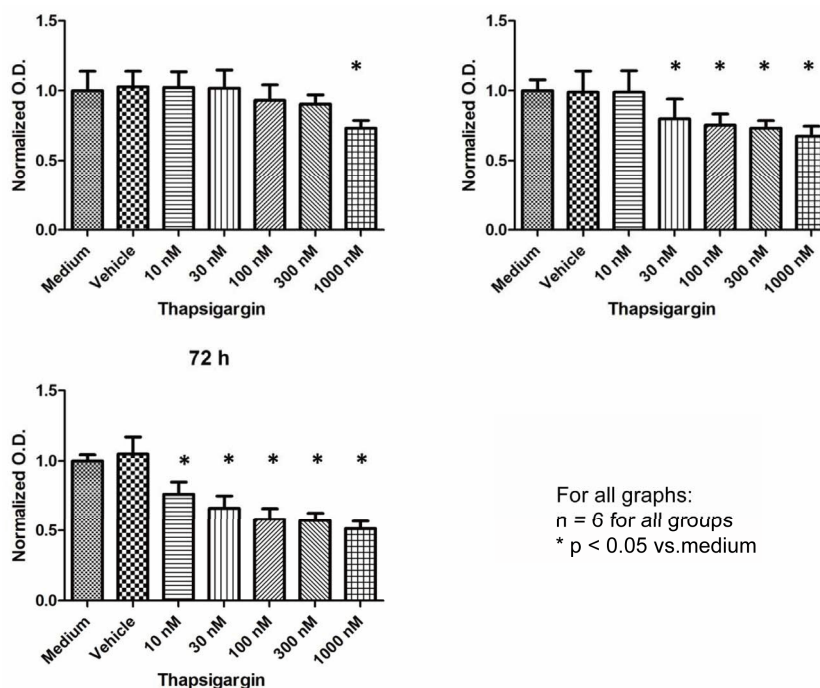 1.5
1.0
0.5
0.0
Normalized O.D.
*
Medium
Vehicle
10 nM
30 nM
100 nM
300 nM
1000 nM
Thapsigargin
1.5
1.0
0.5
0.0
Normalized O.D.
* * * *
Medium
Vehicle
10 nM
30 nM
100 nM
300 nM
1000 nM
Thapsigargin
72 h
1.5
1.0
0.5
0.0
Normalized O.D.
* * * * *
Medium
Vehicle
10 nM
30 nM
100 nM
300 nM
1000 nM
Thapsigargin
For all graphs:
n = 6 for all groups
* p < 0.05 vs.medium